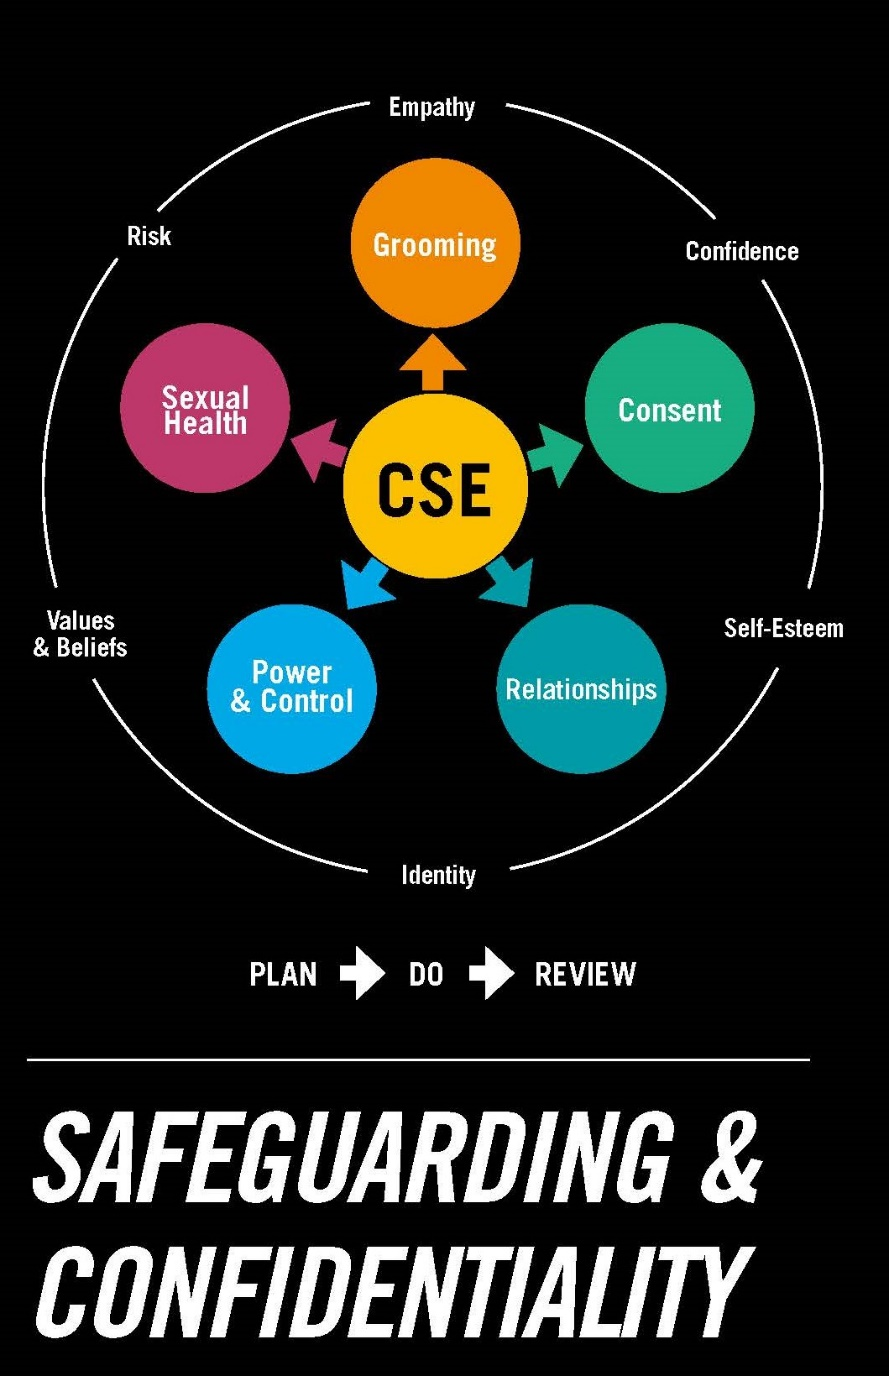 Empathy
Risk
Confidence
Grooming
Sexual
Health
Consent
CSE
Values
& Beliefs
Self-Esteem
Power
& Control
Relationships
Identity
PLAN DO REVIEW
SAFEGUARDING &
CONFIDENTIALITY